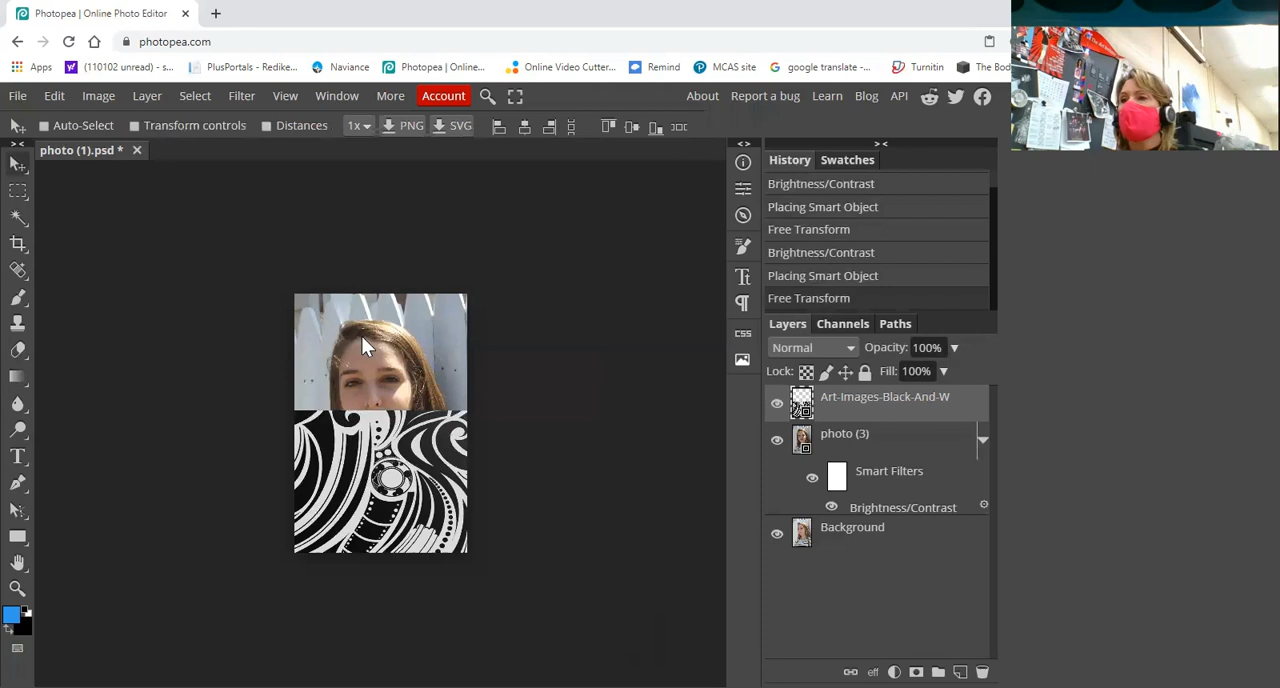 Photopea | Online Photo Editor
photopea.com
Apps (110102 unread) - s... PlusPortals - Redike... Naviance Photopea | Online... Online Video Cutter... Remind MCAS site google translate -... Turnitin The Bod
File Edit Image Layer Select Filter View Window More Account About Report a bug Learn Blog API
Auto-Select Transform controls Distances 1x PNG SVG
photo (1).psd *
History Swatches
Brightness/Contrast
Placing Smart Object
Free Transform
Brightness/Contrast
Placing Smart Object
Free Transform
Layers Channels Paths
Normal Opacity: 100%
Lock: Fill: 100%
Art-Images-Black-And-W
photo (3)
Smart Filters
Brightness/Contrast
Background
CSS
eff